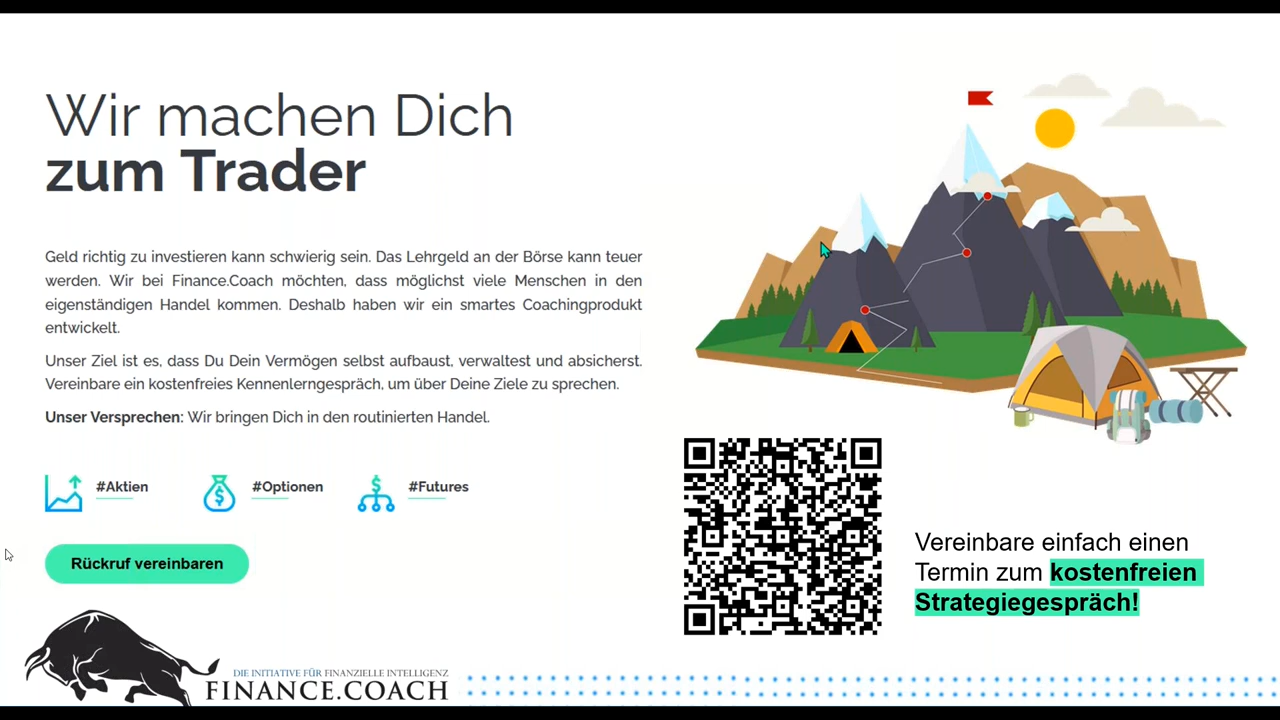 Wir machen Dich
zum Trader
Geld richtig zu investieren kann schwierig sein. Das Lehrgeld an der Börse kann teuer
werden. Wir bei Finance.Coach möchten, dass möglichst viele Menschen in den
eigenständigen Handel kommen. Deshalb haben wir ein smartes Coachingprodukt
entwickelt.
Unser Ziel ist es, dass Du Dein Vermögen selbst aufbaust, verwaltest und absicherst.
Vereinbare ein kostenfreies Kennenlerngespräch, um über Deine Ziele zu sprechen.
Unser Versprechen: Wir bringen Dich in den routinierten Handel.
#Aktien
#Optionen
#Futures
Rückruf vereinbaren
Vereinbare einfach einen
Termin zum kostenfreien
Strategiegespräch!
DIE INITIATIVE FÜR FINANZIELLE INTELLIGENZ
FINANCE.COACH